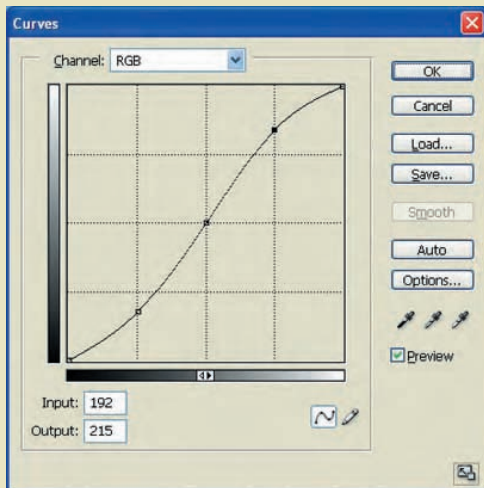 Curves
Channel: RGB
OK
Cancel
Load...
Save...
Smooth
Auto
Options...
Preview
Input: 192
Output: 215